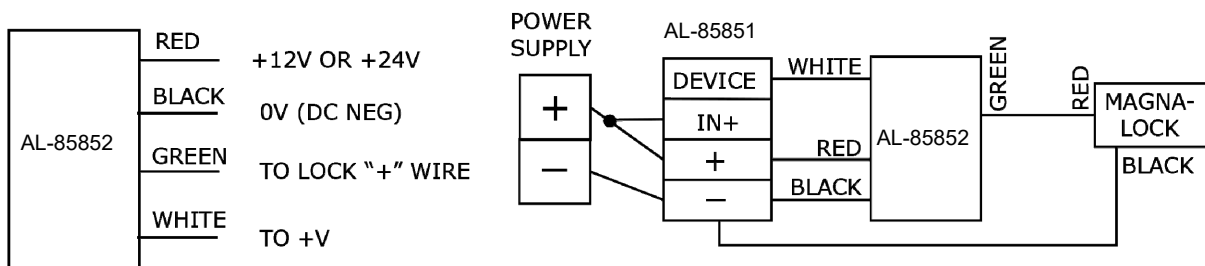 AL-85852
RED
+12V OR +24V
BLACK
0V (DC NEG)
GREEN
TO LOCK “+” WIRE
WHITE
TO +V
POWER
SUPPLY
+
−
AL-85851
DEVICE
IN+
+
−
WHITE
RED
BLACK
AL-85852
GREEN
RED
MAGNA-
LOCK
BLACK